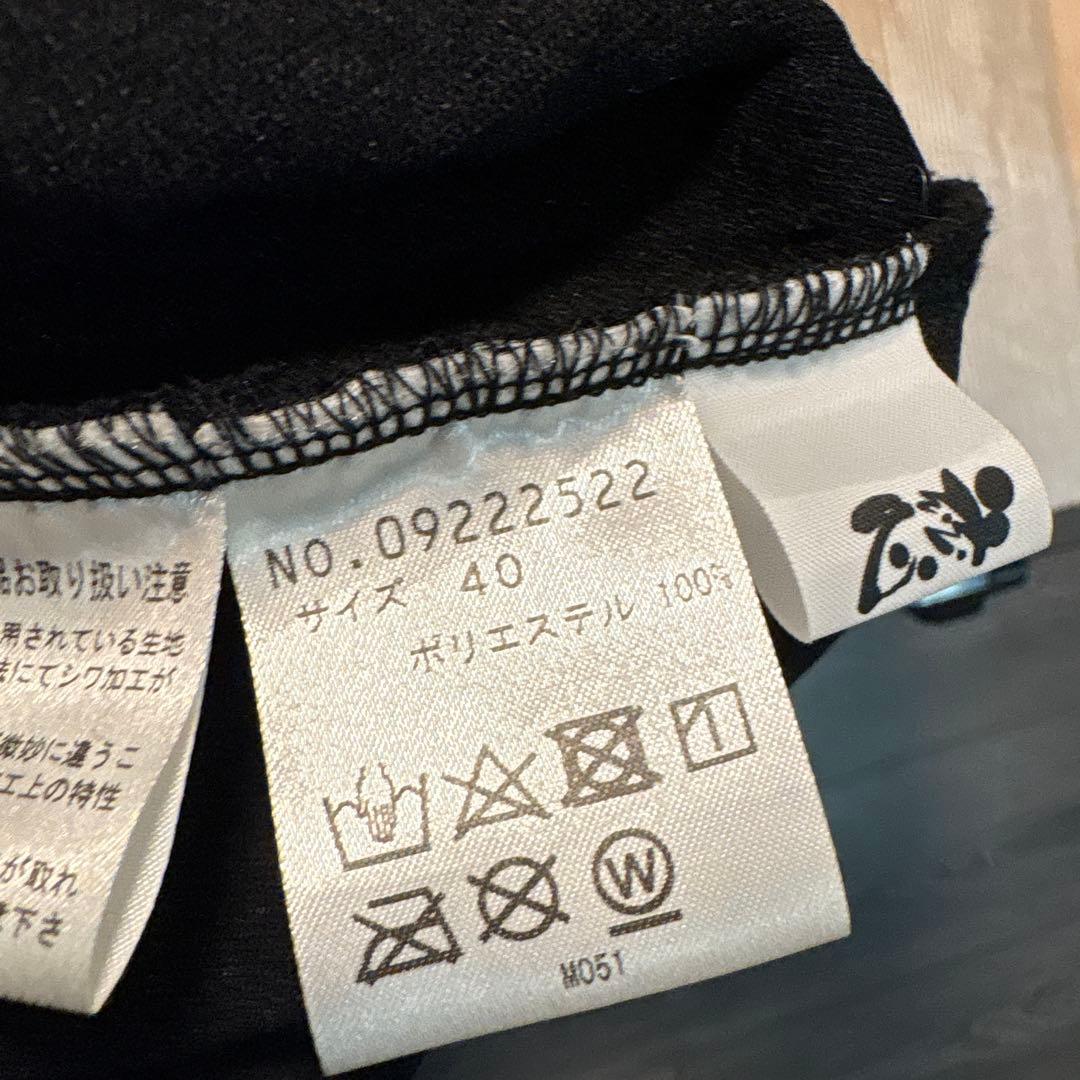 品お取り扱い注意
用されている生地
法にてシワ加工が
微妙に違うこ
工上の特性
が取れ
下さ
NO.09222522
サイズ 40
ポリエステル 100%
W
M051